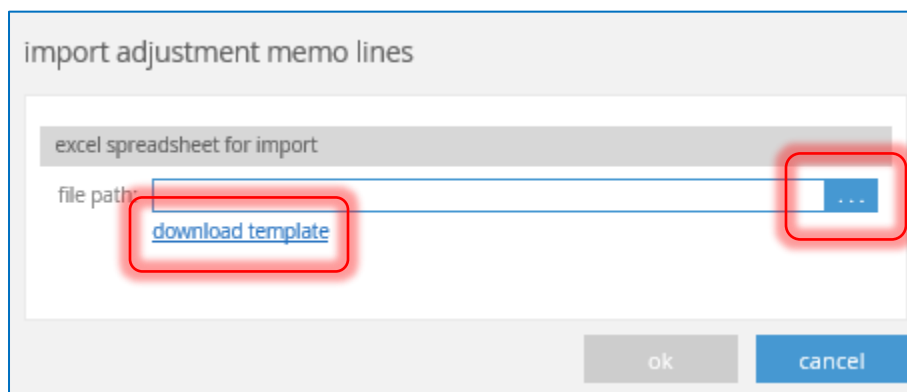 import adjustment memo lines
excel spreadsheet for import
file path:
...
download template
ok
cancel